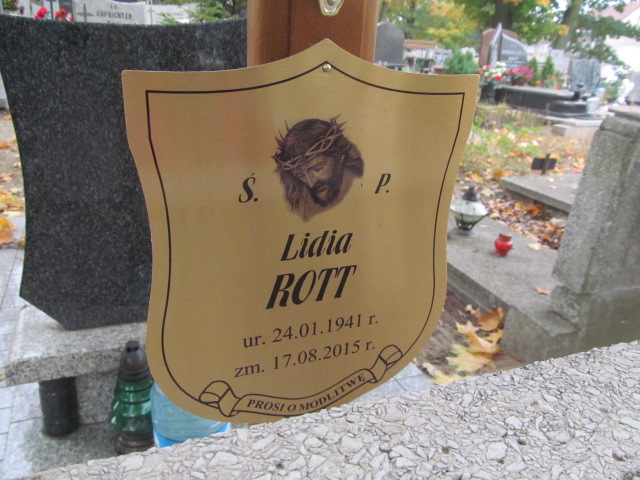 Ś. P.
Lidia
ROTT
ur. 24.01.1941 r.
zm. 17.08.2015 r.
PROSI O MODLITWĘ